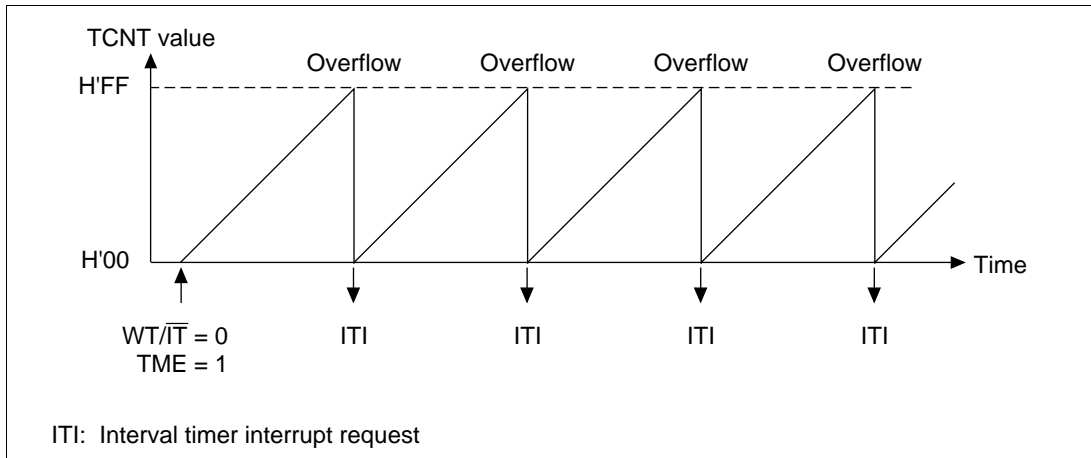 TCNT value
Overflow Overflow Overflow Overflow
H'FF
H'00
Time
WT/I̅T̅ = 0
TME = 1
ITI ITI ITI ITI
ITI: Interval timer interrupt request